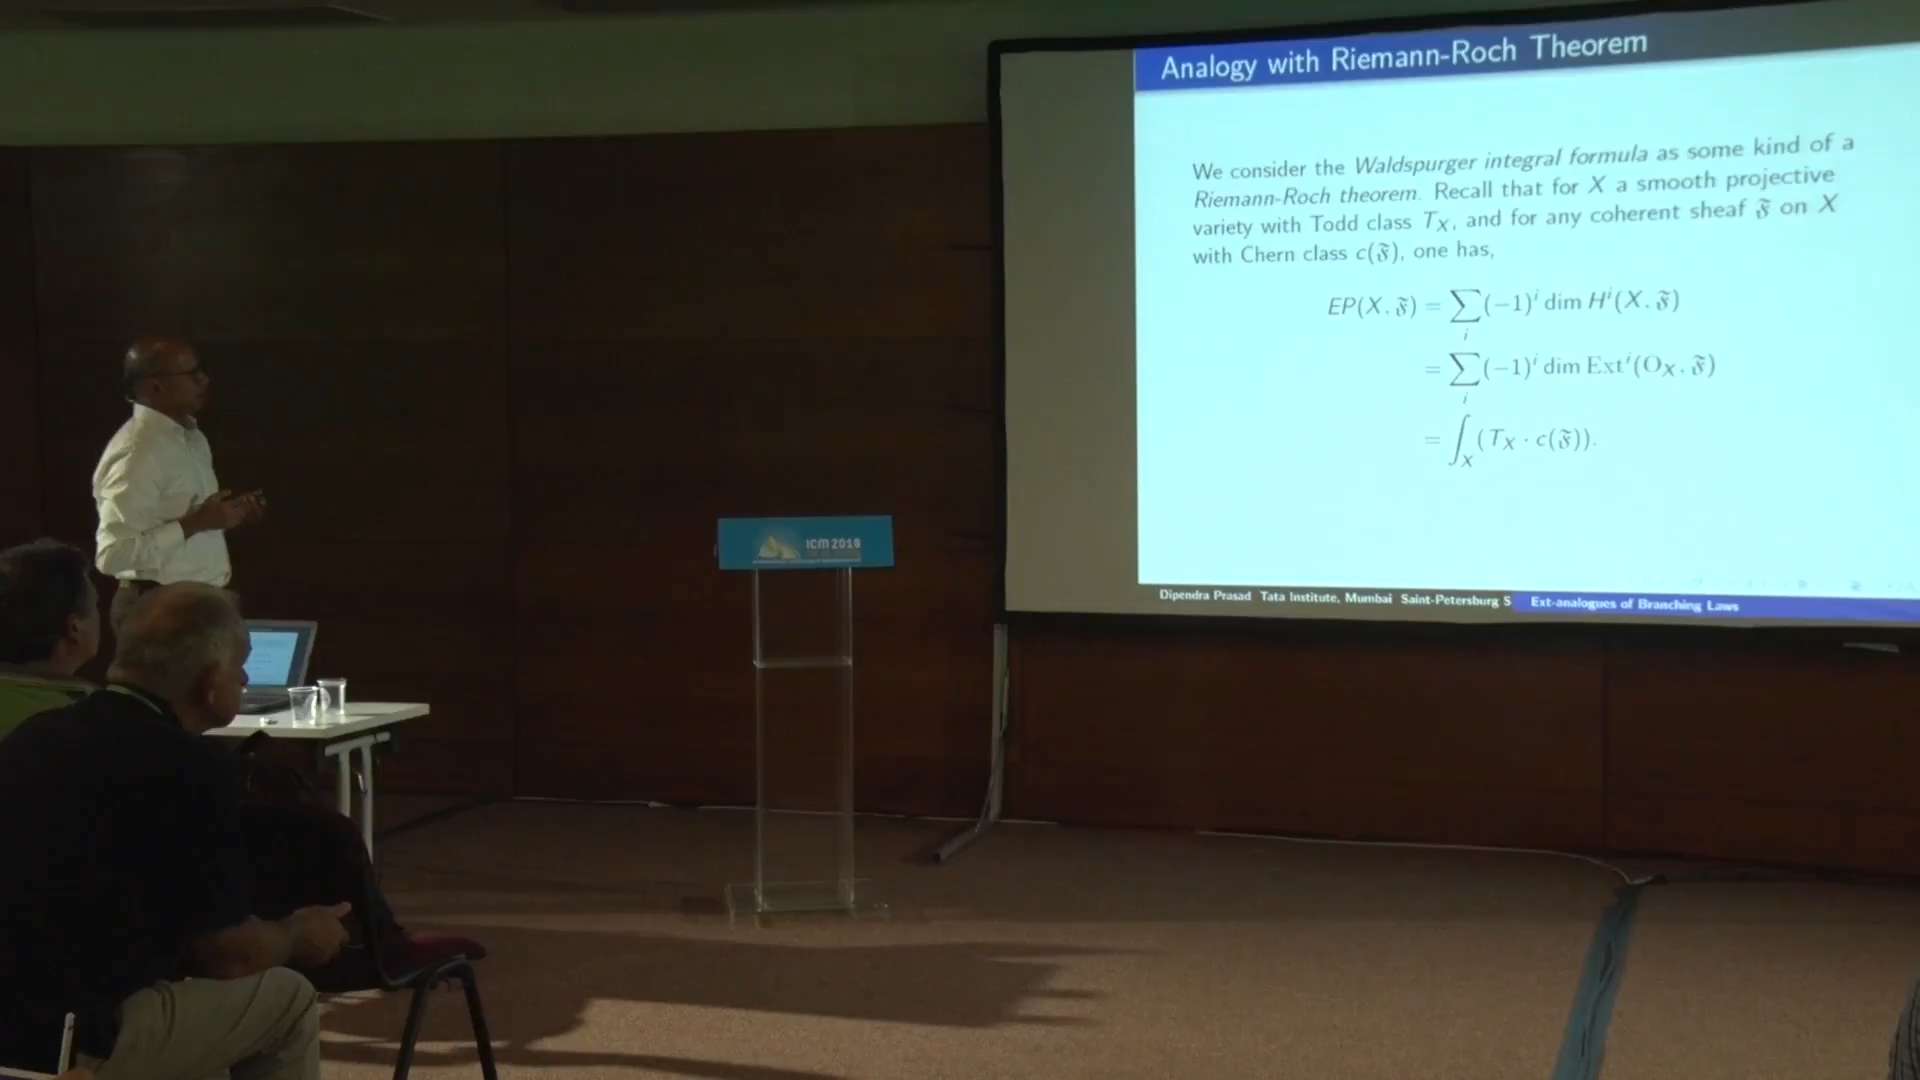 Analogy with Riemann-Roch Theorem
We consider the Waldspurger integral formula as some kind of a
Riemann-Roch theorem. Recall that for X a smooth projective
variety with Todd class T_X, and for any coherent sheaf 𝔉 on X
with Chern class c(𝔉), one has,
EP(X, 𝔉) = ∑_i (−1)^i dim H^i(X, 𝔉)
= ∑_i (−1)^i dim Ext^i(O_X, 𝔉)
= ∫_X (T_X · c(𝔉)).
Dipendra Prasad Tata Institute, Mumbai Saint-Petersburg S Ext-analogues of Branching Laws
ICM 2018